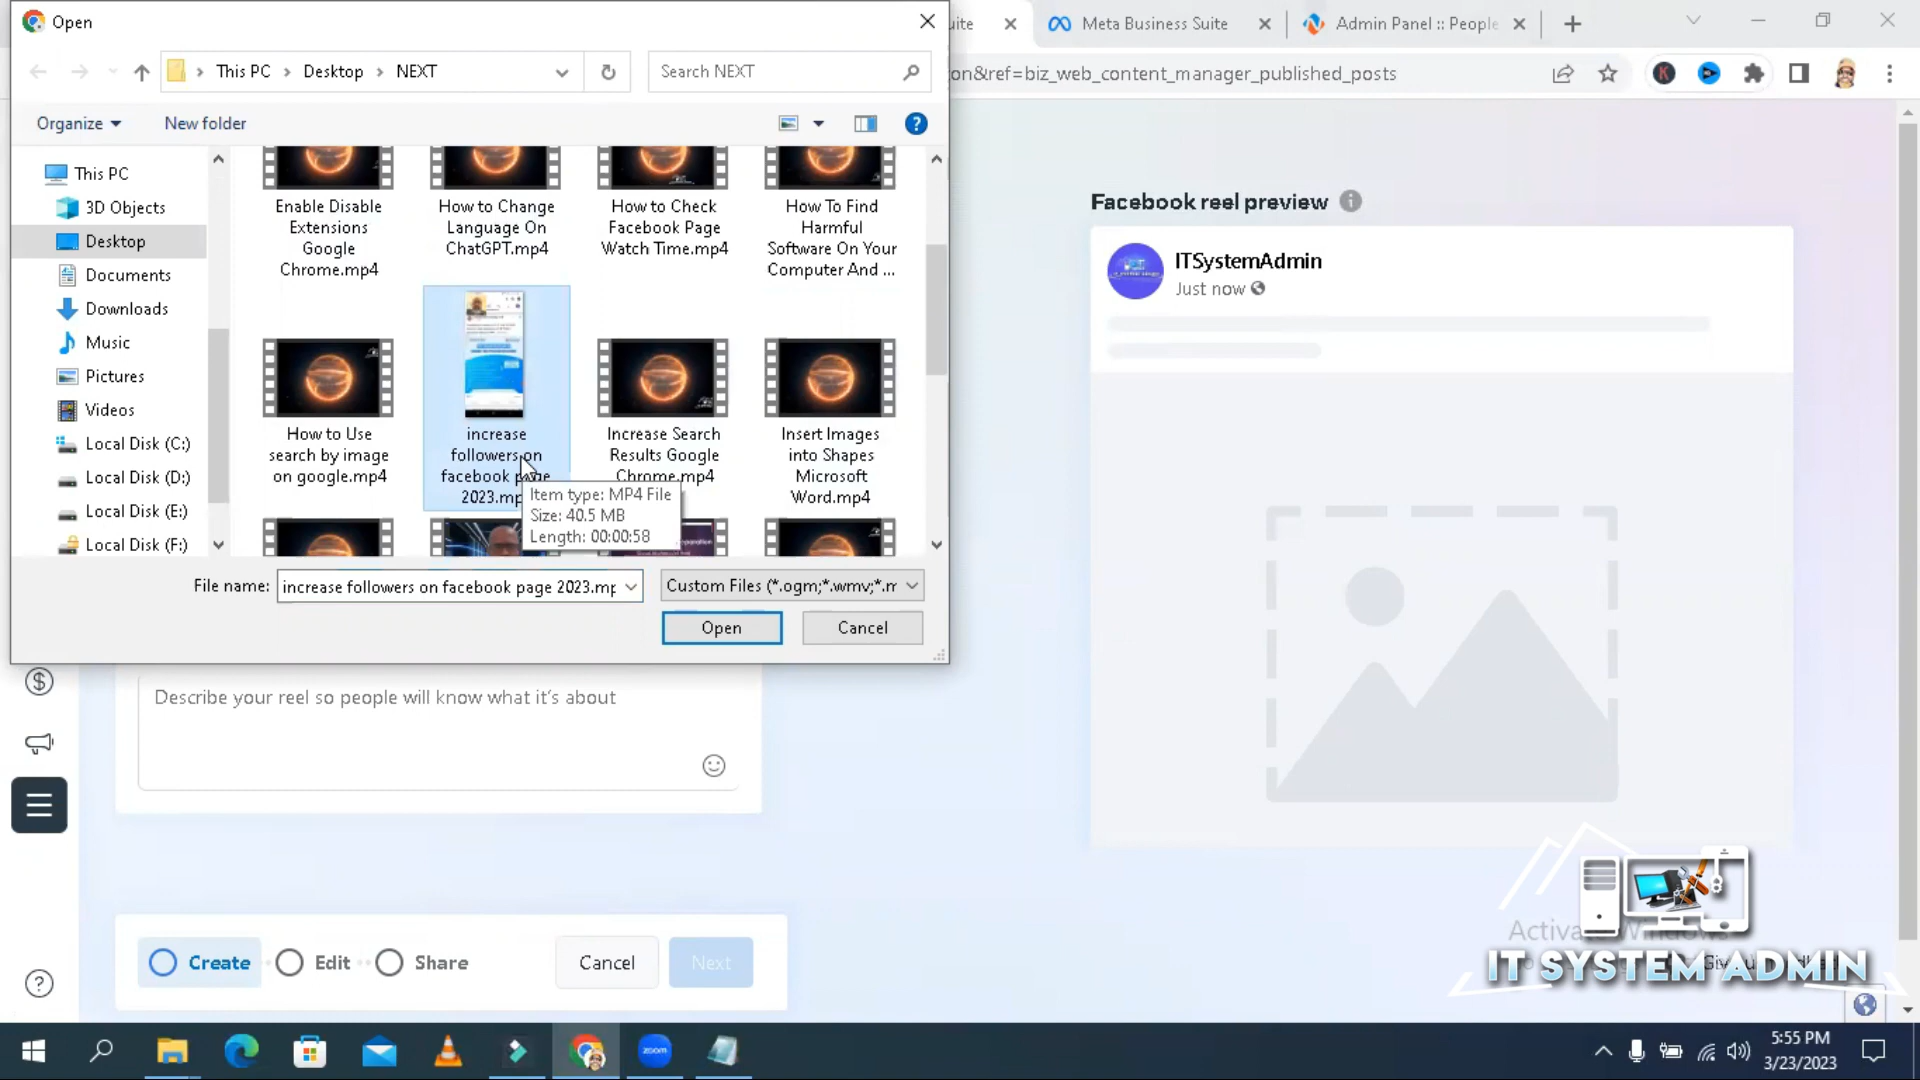 Open
This PC
Desktop
NEXT
Search NEXT
Organize
New folder
This PC
3D Objects
Desktop
Documents
Downloads
Music
Pictures
Videos
Local Disk (C:)
Local Disk (D:)
Local Disk (E:)
Local Disk (F:)
Enable Disable
Extensions
Google
Chrome.mp4
How to Change
Language On
ChatGPT.mp4
How to Check
Facebook Page
Watch Time.mp4
How To Find
Harmful
Software On Your
Computer And ...
How to Use
search by image
on google.mp4
increase
followers on
facebook page
2023.mp
Increase Search
Results Google
Chrome.mp4
Insert Images
into Shapes
Microsoft
Word.mp4
Item type: MP4 File
Size: 40.5 MB
Length: 00:00:58
File name:
increase followers on facebook page 2023.mp
Custom Files (*.ogm;*.wmv;*.m
Open
Cancel
uite
Meta Business Suite
Admin Panel :: People
on&ref=biz_web_content_manager_published_posts
K
Facebook reel preview
ITSystemAdmin
Just now
Describe your reel so people will know what it's about
Create
Edit
Share
Cancel
Next
IT SYSTEM ADMIN
zoom
5:55 PM
3/23/2023